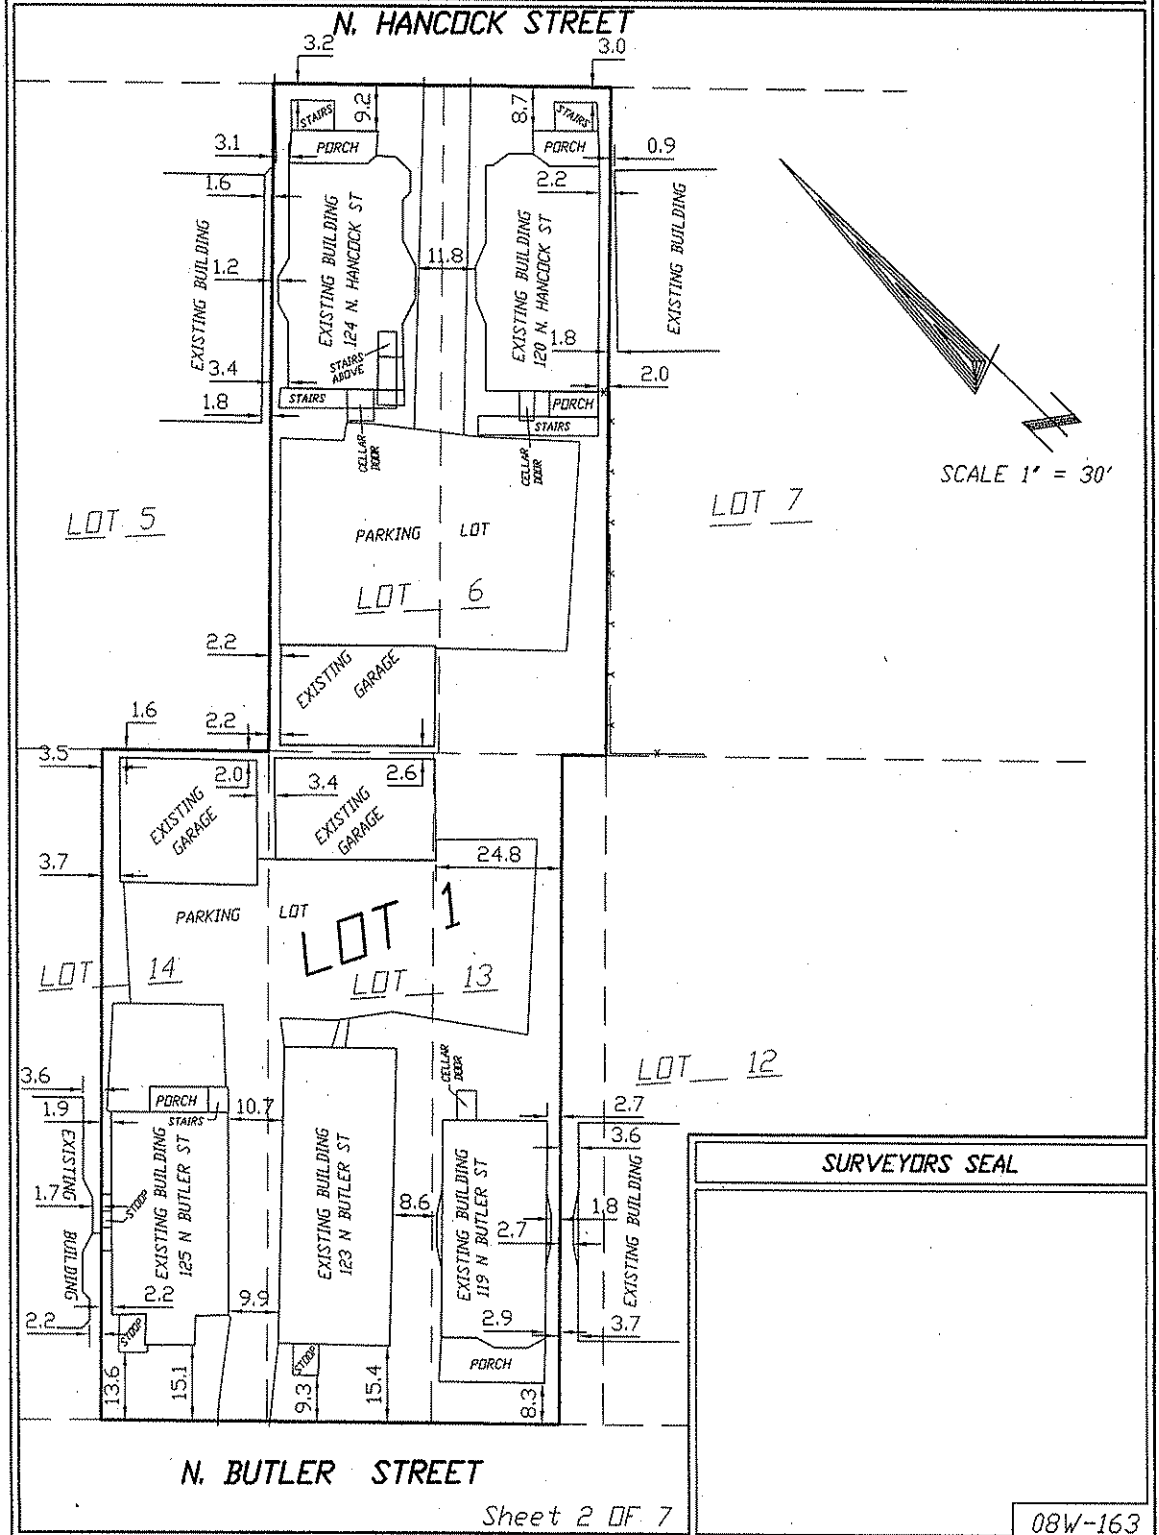 N. HANCOCK STREET
3.2
3.0
9.2
8.7
STAIRS
STAIRS
PORCH
PORCH
3.1
0.9
1.6
2.2
EXISTING BUILDING
EXISTING BUILDING
124 N. HANCOCK ST
11.8
EXISTING BUILDING
120 N. HANCOCK ST
EXISTING BUILDING
1.2
1.8
STAIRS
ABOVE
3.4
2.0
STAIRS
PORCH
1.8
STAIRS
CELLAR
DOOR
CELLAR
DOOR
SCALE 1" = 30'
LOT 5
LOT 7
PARKING LOT
LOT 6
2.2
EXISTING
GARAGE
1.6
2.2
3.5
2.0
3.4
2.6
EXISTING
GARAGE
EXISTING
GARAGE
3.7
24.8
PARKING LOT
LOT 1
LOT 14
LOT 13
CELLAR
DOOR
LOT 12
3.6
PORCH
10.7
2.7
1.9
STAIRS
3.6
EXISTING BUILDING
EXISTING BUILDING
125 N BUTLER ST
EXISTING BUILDING
123 N BUTLER ST
EXISTING BUILDING
119 N BUTLER ST
EXISTING BUILDING
SURVEYORS SEAL
1.7
STOOP
8.6
1.8
2.7
2.2
9.9
2.2
2.9
3.7
STOOP
STOOP
PORCH
13.6
15.1
9.3
15.4
8.3
N. BUTLER STREET
Sheet 2 OF 7
08W-163